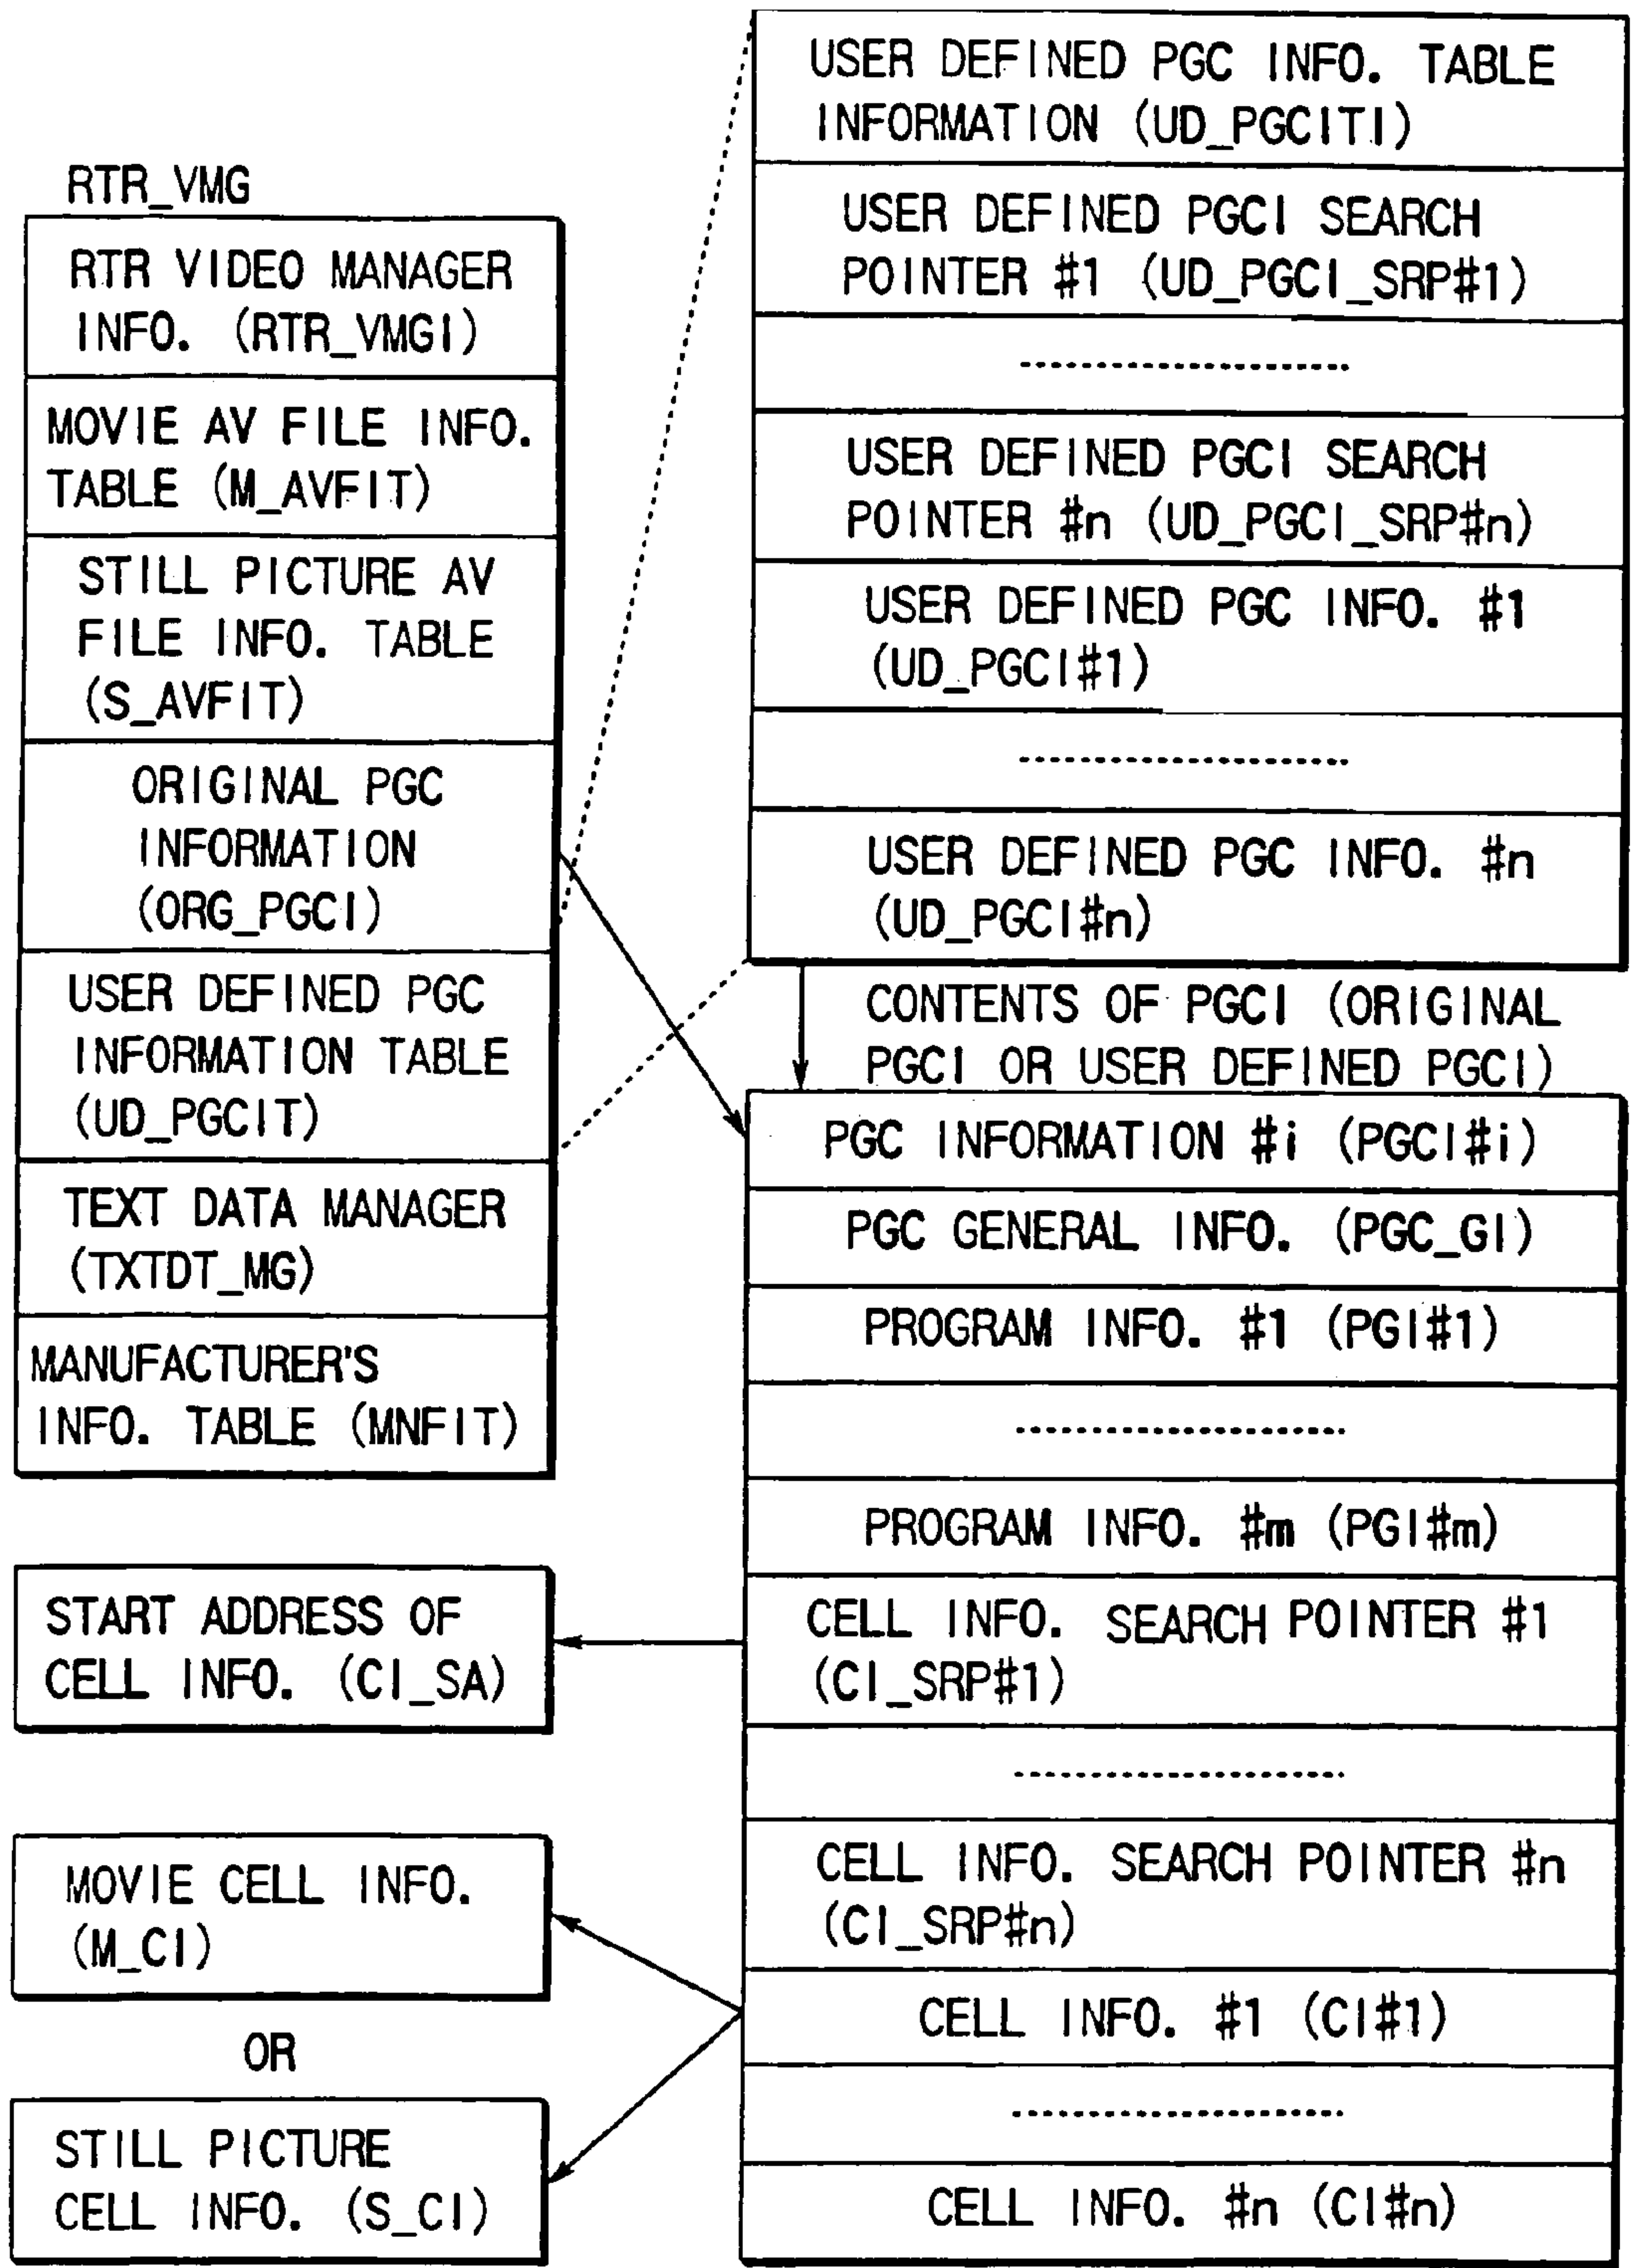 RTR_VMG
RTR VIDEO MANAGER
INFO. (RTR_VMGI)
MOVIE AV FILE INFO.
TABLE (M_AVFIT)
STILL PICTURE AV
FILE INFO. TABLE
(S_AVFIT)
ORIGINAL PGC
INFORMATION
(ORG_PGCI)
USER DEFINED PGC
INFORMATION TABLE
(UD_PGCIT)
TEXT DATA MANAGER
(TXTDT_MG)
MANUFACTURER'S
INFO. TABLE (MNFIT)
USER DEFINED PGC INFO. TABLE
INFORMATION (UD_PGCITI)
USER DEFINED PGCI SEARCH
POINTER #1 (UD_PGCI_SRP#1)
USER DEFINED PGCI SEARCH
POINTER #n (UD_PGCI_SRP#n)
USER DEFINED PGC INFO. #1
(UD_PGCI#1)
USER DEFINED PGC INFO. #n
(UD_PGCI#n)
CONTENTS OF PGCI (ORIGINAL
PGCI OR USER DEFINED PGCI)
PGC INFORMATION #i (PGCI#i)
PGC GENERAL INFO. (PGC_GI)
PROGRAM INFO. #1 (PGI#1)
PROGRAM INFO. #m (PGI#m)
CELL INFO. SEARCH POINTER #1
(CI_SRP#1)
CELL INFO. SEARCH POINTER #n
(CI_SRP#n)
CELL INFO. #1 (CI#1)
CELL INFO. #n (CI#n)
START ADDRESS OF
CELL INFO. (CI_SA)
MOVIE CELL INFO.
(M_CI)
OR
STILL PICTURE
CELL INFO. (S_CI)